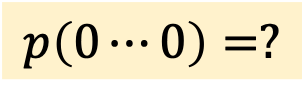 p(0 ⋯ 0) =?